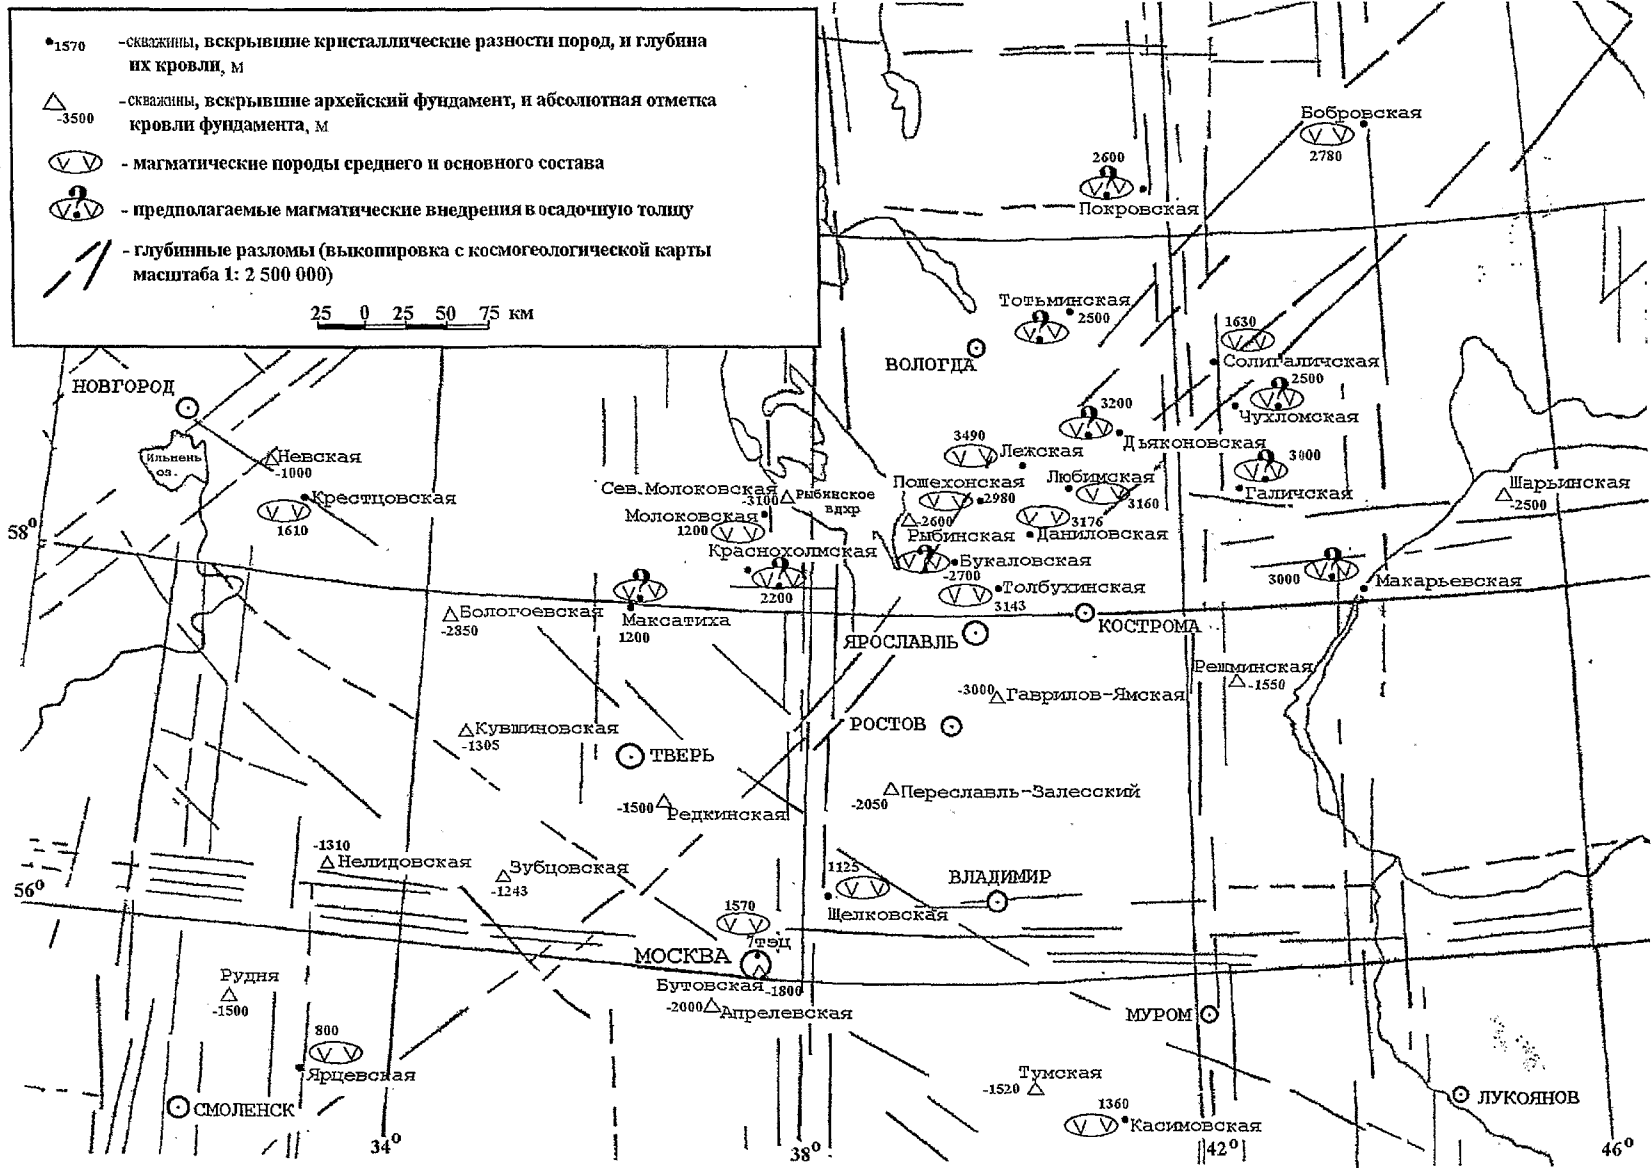 1570
-скважины, вскрывшие кристаллические разности пород, и глубина
их кровли, м
-3500
-скважины, вскрывшие архейский фундамент, и абсолютная отметка
кровли фундамента, м
- магматические породы среднего и основного состава
?
- предполагаемые магматические внедрения в осадочную толщу
- глубинные разломы (выкопировка с космогеологической карты
масштаба 1: 2 500 000)
25 0 25 50 75 км
Бобровская
2780
2600
?
Покровская
Тотьминская
2500
?
ВОЛОГДА
1630
Солигаличская
? 2500
Чухломская
НОВГОРОД
Ильмень
оз.
Невская
-1000
Крестцовская
1610
3200
?
Дьяконовская
3490
Лежская
? 3000
Галичская
Шарьинская
-2500
Сев.Молоковская
-3100
Рыбинское
вдхр
Пошехонская
2980
Любимская
3160
Молоковская
1200
-2600
Рыбинская
3176
Даниловская
58°
Краснохолмская
?
2200
?
Букаловская
-2700
Толбухинская
3143
?
3000
Макарьевская
Бологоевская
-2850
?
Максатиха
1200
КОСТРОМА
ЯРОСЛАВЛЬ
Решминская
-1550
-3000
Гаврилов-Ямская
Кувшиновская
-1305
РОСТОВ
ТВЕРЬ
-1500
Редкинская
-2050
Переславль-Залесский
-1310
Нелидовская
Зубцовская
-1243
56°
1125
Щелковская
ВЛАДИМИР
1570
7тэц
МОСКВА
Бутовская
-1800
-2000
Апрелевская
Рудня
-1500
МУРОМ
800
Ярцевская
СМОЛЕНСК
Тумская
-1520
1360
Касимовская
ЛУКОЯНОВ
34°
38°
42°
46°